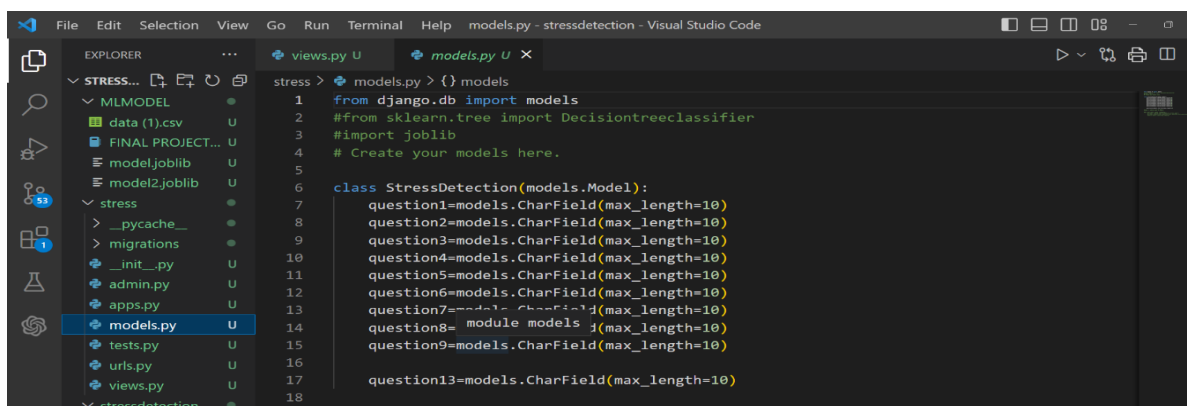 File Edit Selection View Go Run Terminal Help models.py - stressdetection - Visual Studio Code
EXPLORER ...
views.py U models.py U
STRESS...
stress > models.py > {} models
MLMODEL
data (1).csv U
FINAL PROJECT... U
model.joblib U
model2.joblib U
stress
__pycache__
migrations
__init__.py U
admin.py U
apps.py U
models.py U
tests.py U
urls.py U
views.py U
stressdetection
53
1
1 from django.db import models
2 #from sklearn.tree import Decisiontreeclassifier
3 #import joblib
4 # Create your models here.
5
6 class StressDetection(models.Model):
7 question1=models.CharField(max_length=10)
8 question2=models.CharField(max_length=10)
9 question3=models.CharField(max_length=10)
10 question4=models.CharField(max_length=10)
11 question5=models.CharField(max_length=10)
12 question6=models.CharField(max_length=10)
13 question7=models.CharField(max_length=10)
module models
14 question8= d(max_length=10)
15 question9=models.CharField(max_length=10)
16
17 question13=models.CharField(max_length=10)
18